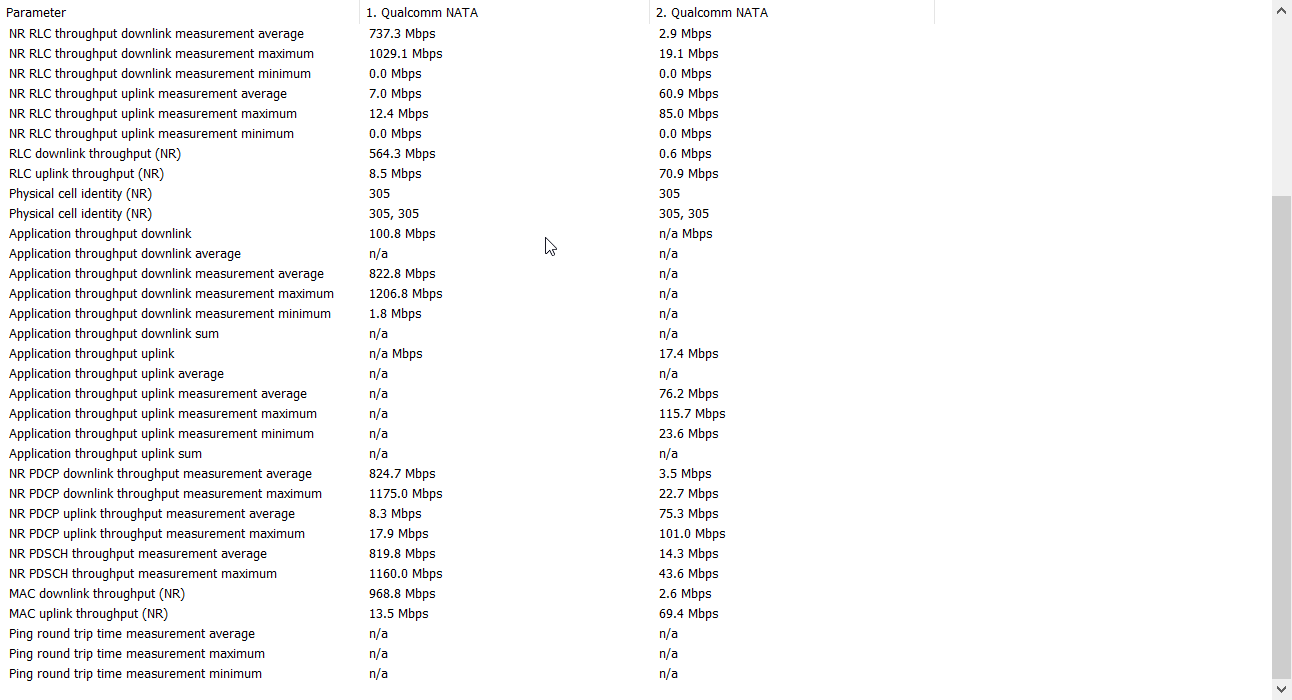 Parameter 1. Qualcomm NATA 2. Qualcomm NATA
NR RLC throughput downlink measurement average 737.3 Mbps 2.9 Mbps
NR RLC throughput downlink measurement maximum 1029.1 Mbps 19.1 Mbps
NR RLC throughput downlink measurement minimum 0.0 Mbps 0.0 Mbps
NR RLC throughput uplink measurement average 7.0 Mbps 60.9 Mbps
NR RLC throughput uplink measurement maximum 12.4 Mbps 85.0 Mbps
NR RLC throughput uplink measurement minimum 0.0 Mbps 0.0 Mbps
RLC downlink throughput (NR) 564.3 Mbps 0.6 Mbps
RLC uplink throughput (NR) 8.5 Mbps 70.9 Mbps
Physical cell identity (NR) 305 305
Physical cell identity (NR) 305, 305 305, 305
Application throughput downlink 100.8 Mbps n/a Mbps
Application throughput downlink average n/a n/a
Application throughput downlink measurement average 822.8 Mbps n/a
Application throughput downlink measurement maximum 1206.8 Mbps n/a
Application throughput downlink measurement minimum 1.8 Mbps n/a
Application throughput downlink sum n/a n/a
Application throughput uplink n/a Mbps 17.4 Mbps
Application throughput uplink average n/a n/a
Application throughput uplink measurement average n/a 76.2 Mbps
Application throughput uplink measurement maximum n/a 115.7 Mbps
Application throughput uplink measurement minimum n/a 23.6 Mbps
Application throughput uplink sum n/a n/a
NR PDCP downlink throughput measurement average 824.7 Mbps 3.5 Mbps
NR PDCP downlink throughput measurement maximum 1175.0 Mbps 22.7 Mbps
NR PDCP uplink throughput measurement average 8.3 Mbps 75.3 Mbps
NR PDCP uplink throughput measurement maximum 17.9 Mbps 101.0 Mbps
NR PDSCH throughput measurement average 819.8 Mbps 14.3 Mbps
NR PDSCH throughput measurement maximum 1160.0 Mbps 43.6 Mbps
MAC downlink throughput (NR) 968.8 Mbps 2.6 Mbps
MAC uplink throughput (NR) 13.5 Mbps 69.4 Mbps
Ping round trip time measurement average n/a n/a
Ping round trip time measurement maximum n/a n/a
Ping round trip time measurement minimum n/a n/a